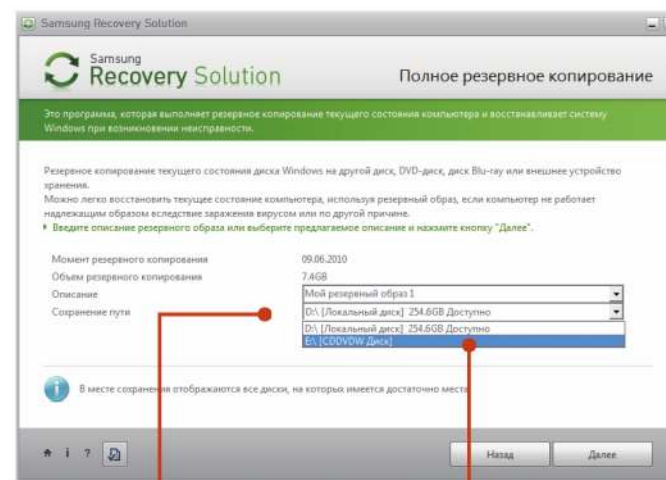 Samsung Recovery Solution
Samsung
Recovery Solution
Полное резервное копирование
Это программа, которая выполняет резервное копирование текущего состояния компьютера и восстанавливает систему
Windows при возникновении неисправности.
Резервное копирование текущего состояния диска Windows на другой диск, DVD-диск, диск Blu-ray или внешнее устройство
хранения.
Можно легко восстановить текущее состояние компьютера, используя резервный образ, если компьютер не работает
надлежащим образом вследствие заражения вирусом или по другой причине.
Введите описание резервного образа или выберите предлагаемое описание и нажмите кнопку "Далее".
Момент резервного копирования 09.06.2010
Объем резервного копирования 7.4GB
Описание Мой резервный образ 1
Сохранение пути D:\ [Локальный диск] 254.6GB Доступно
D:\ [Локальный диск] 254.6GB Доступно
E:\ [CDDVDW Диск]
В месте сохранения отображаются все диски, на которых имеется достаточно места
i ?
Назад Далее